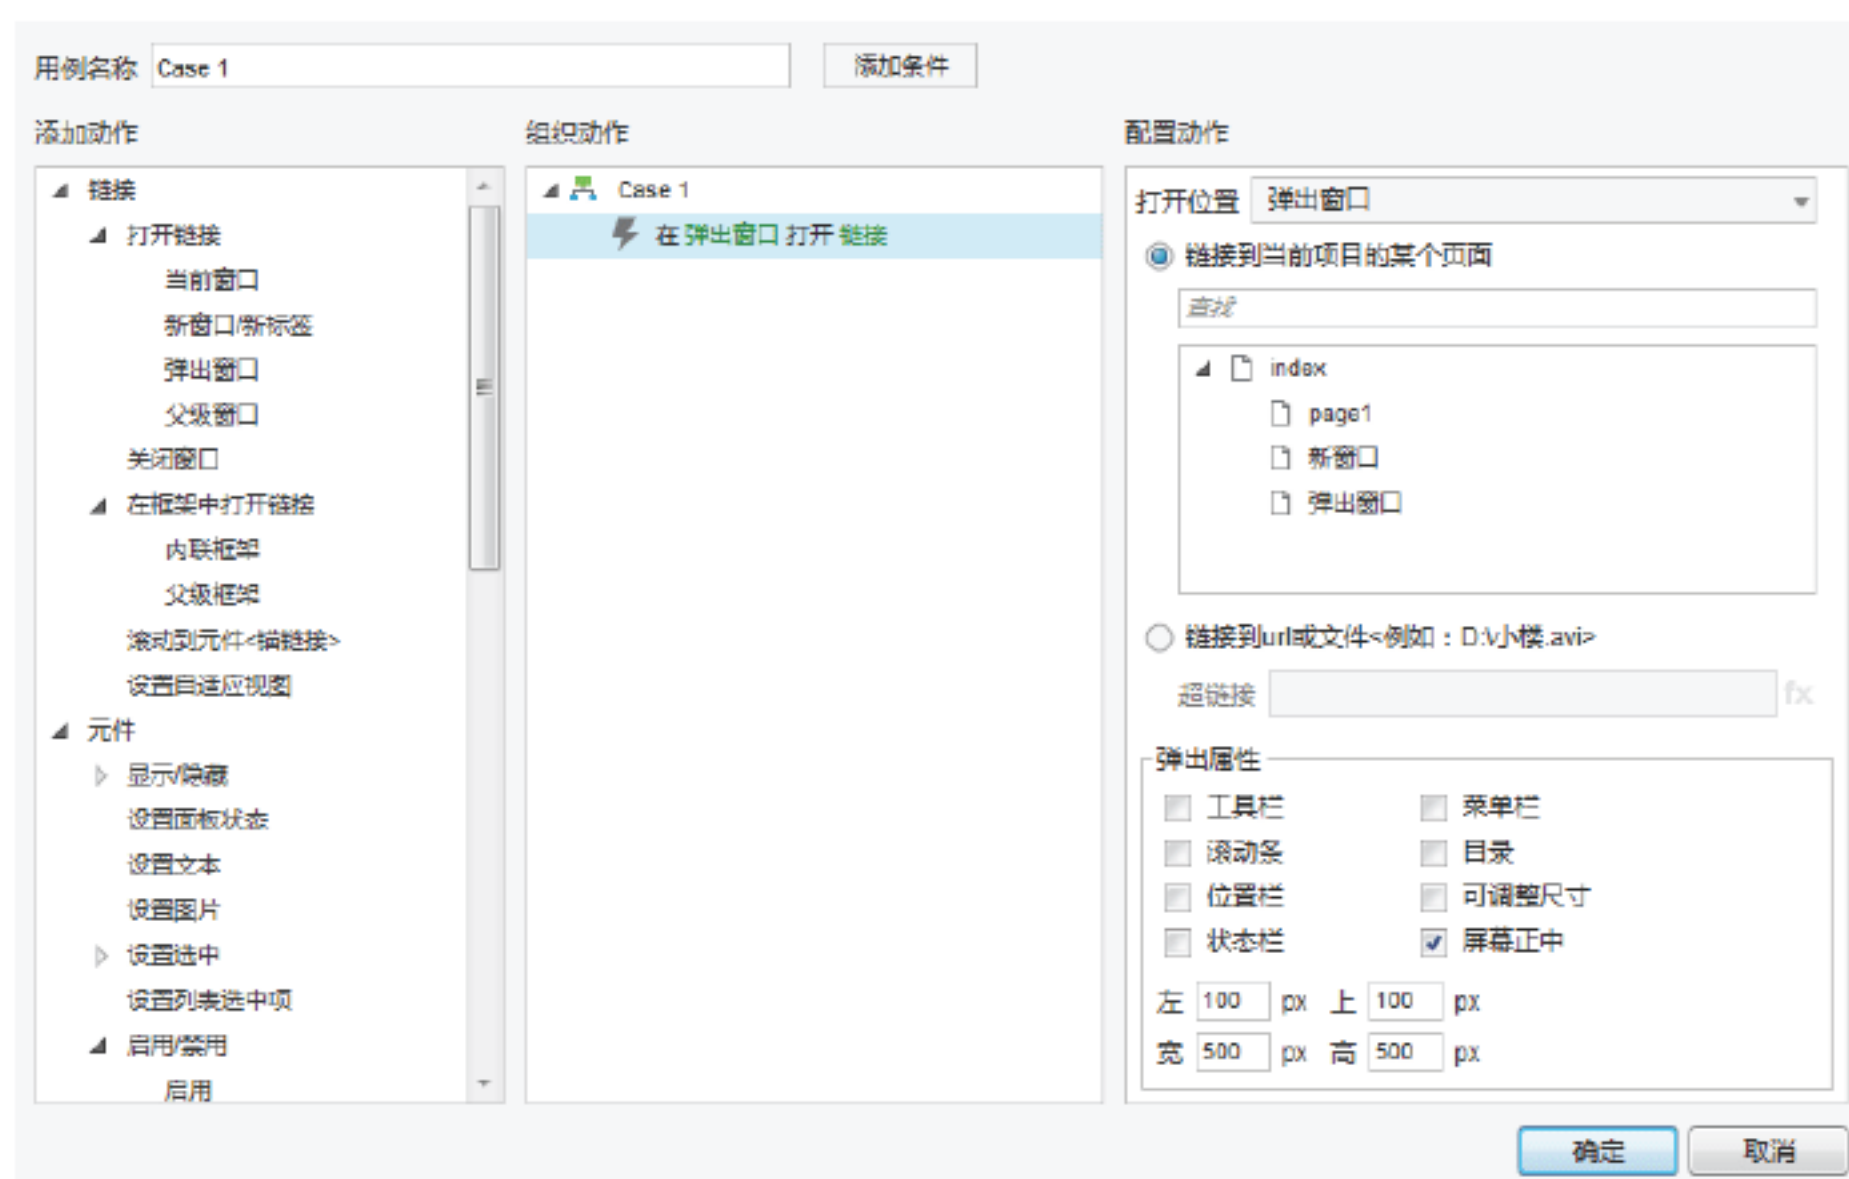 用例名称 Case 1 添加条件
添加动作
链接
打开链接
当前窗口
新窗口/新标签
弹出窗口
父级窗口
关闭窗口
在框架中打开链接
内联框架
父级框架
滚动到元件<锚链接>
设置自适应视图
元件
显示/隐藏
设置面板状态
设置文本
设置图片
设置选中
设置列表选中项
启用/禁用
启用
组织动作
Case 1
在 弹出窗口 打开 链接
配置动作
打开位置 弹出窗口
链接到当前项目的某个页面
查找
index
page1
新窗口
弹出窗口
链接到url或文件<例如：D:\小楼.avi>
超链接 fx
弹出属性
工具栏 菜单栏
滚动条 目录
位置栏 可调整尺寸
状态栏 屏幕正中
左 100 px 上 100 px
宽 500 px 高 500 px
确定 取消